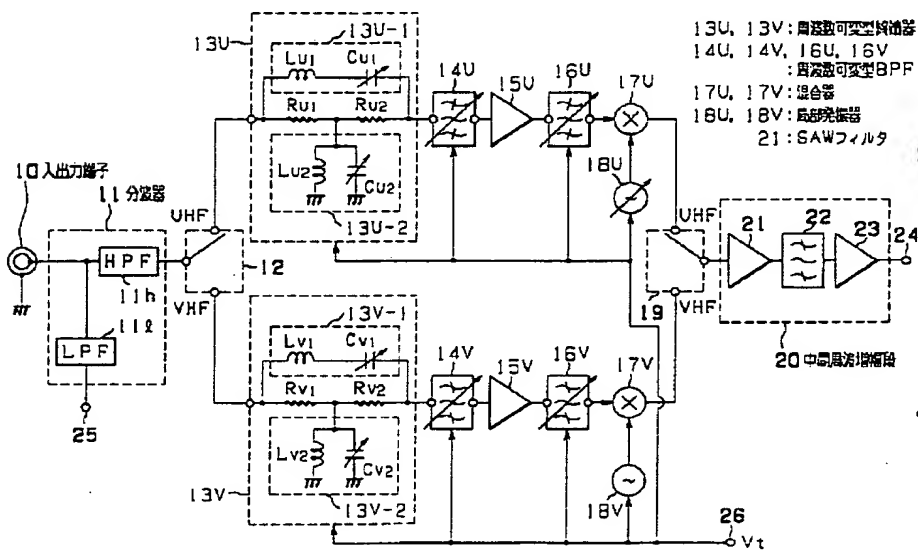 13U, 13V:周波数可変型検出器
14U, 14V, 16U, 16V
:周波数可変型BPF
17U, 17V:混合器
18U, 18V:局部発振器
21:SAWフィルタ
13U
13U-1
LU1
CU1
RU1
RU2
LU2
CU2
13U-2
14U
15U
16U
17U
18U
10 入出力端子
11 分波器
HPF
11h
LPF
11ℓ
25
UHF
VHF
12
13V-1
LV1
CV1
RV1
RV2
LV2
CV2
13V
13V-2
14V
15V
16V
17V
18V
UHF
VHF
19
21
22
23
24
20 中間周波増幅段
26
Vt